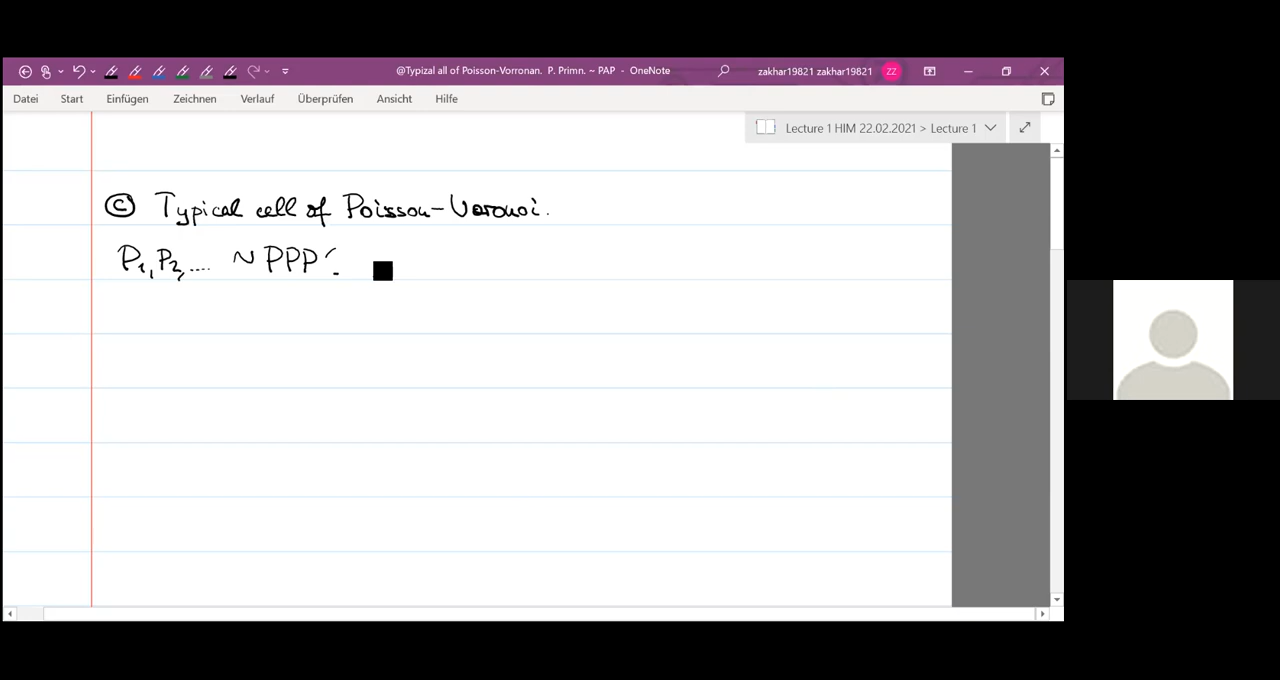 @Typizal all of Poisson-Vorronan. P. Primn. ~ PAP - OneNote
zakhar19821 zakhar19821
ZZ
Datei Start Einfügen Zeichnen Verlauf Überprüfen Ansicht Hilfe
Lecture 1 HIM 22.02.2021 > Lecture 1
© Typical cell of Poisson-Voronoi.
P₁, P₂, .... ~ PPP